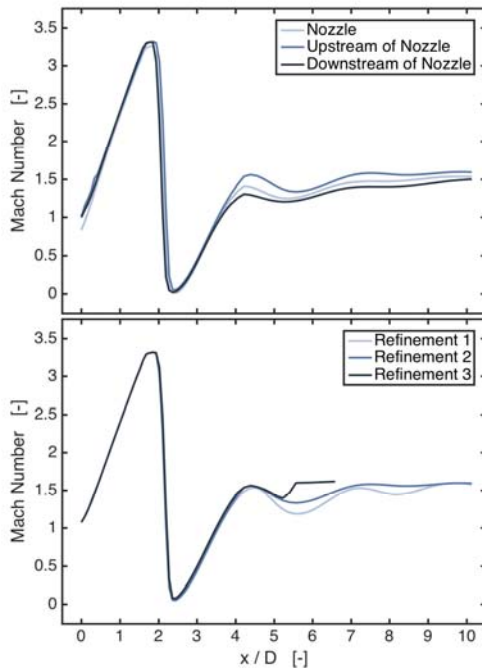 3.5
3
2.5
2
1.5
1
0.5
0
Mach Number [-]
Nozzle
Upstream of Nozzle
Downstream of Nozzle
3.5
3
2.5
2
1.5
1
0.5
0
Mach Number [-]
Refinement 1
Refinement 2
Refinement 3
0 1 2 3 4 5 6 7 8 9 10
x / D [-]